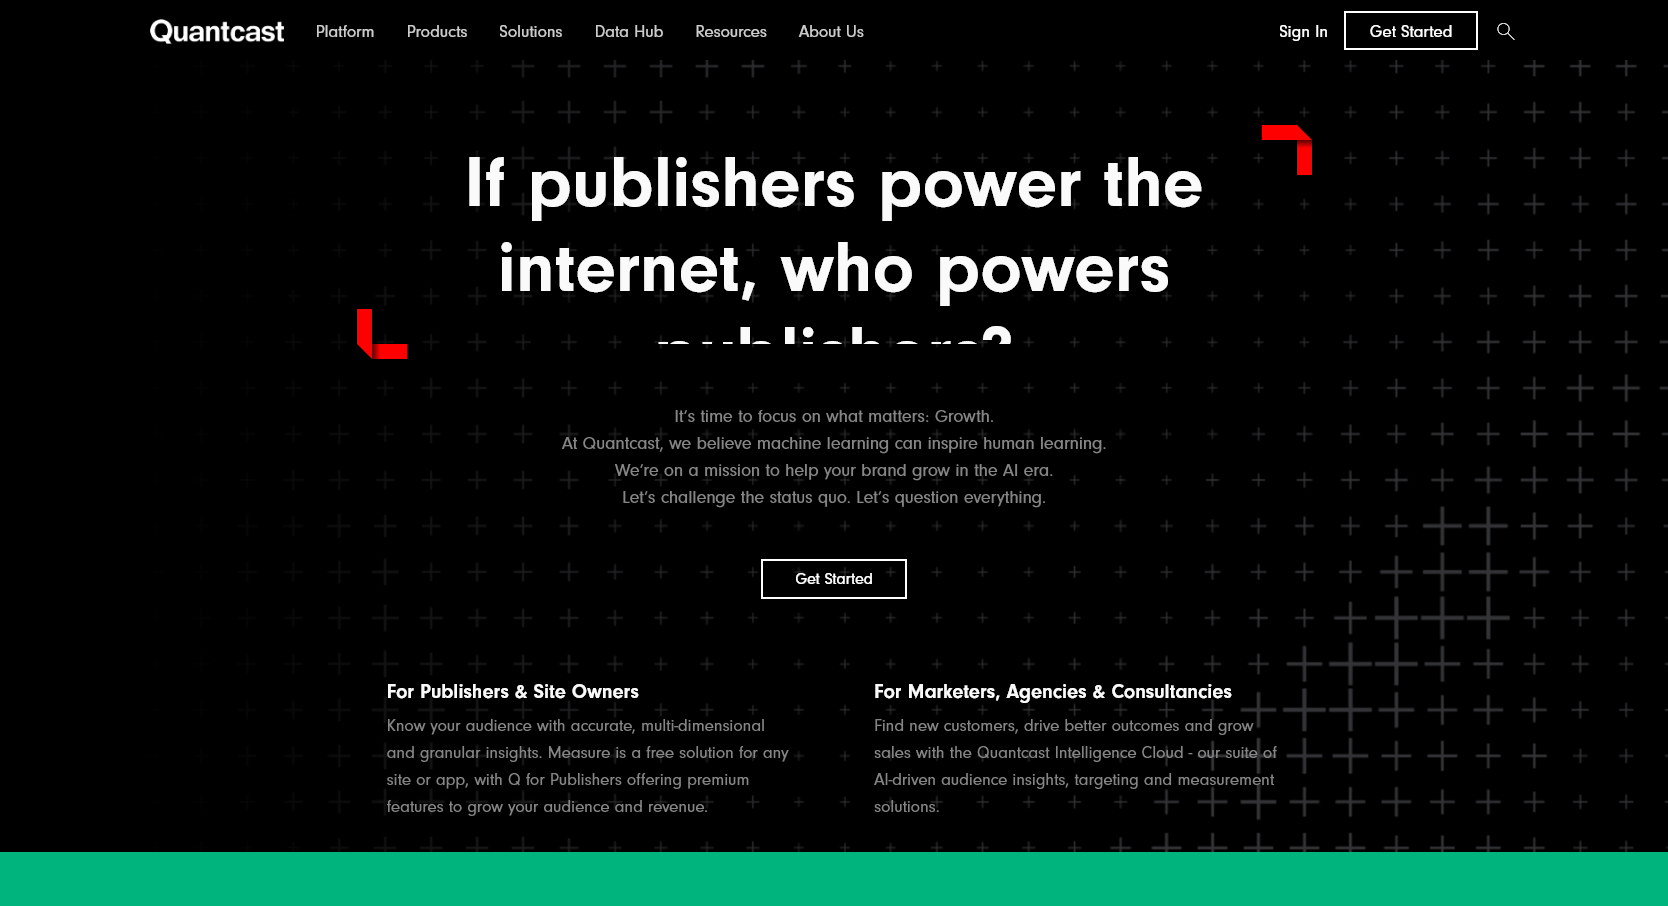 Quantcast Platform Products Solutions Data Hub Resources About Us Sign In Get Started
If publishers power the
internet, who powers
publishers?
It’s time to focus on what matters: Growth.
At Quantcast, we believe machine learning can inspire human learning.
We’re on a mission to help your brand grow in the AI era.
Let’s challenge the status quo. Let’s question everything.
Get Started
For Publishers & Site Owners
Know your audience with accurate, multi-dimensional
and granular insights. Measure is a free solution for any
site or app, with Q for Publishers offering premium
features to grow your audience and revenue.
For Marketers, Agencies & Consultancies
Find new customers, drive better outcomes and grow
sales with the Quantcast Intelligence Cloud - our suite of
AI-driven audience insights, targeting and measurement
solutions.